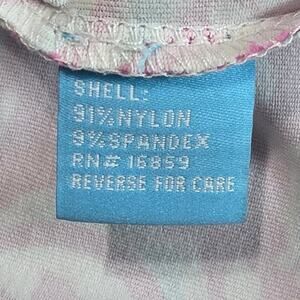 SHELL:
91% NYLON
9% SPANDEX
RN# 16859
REVERSE FOR CARE